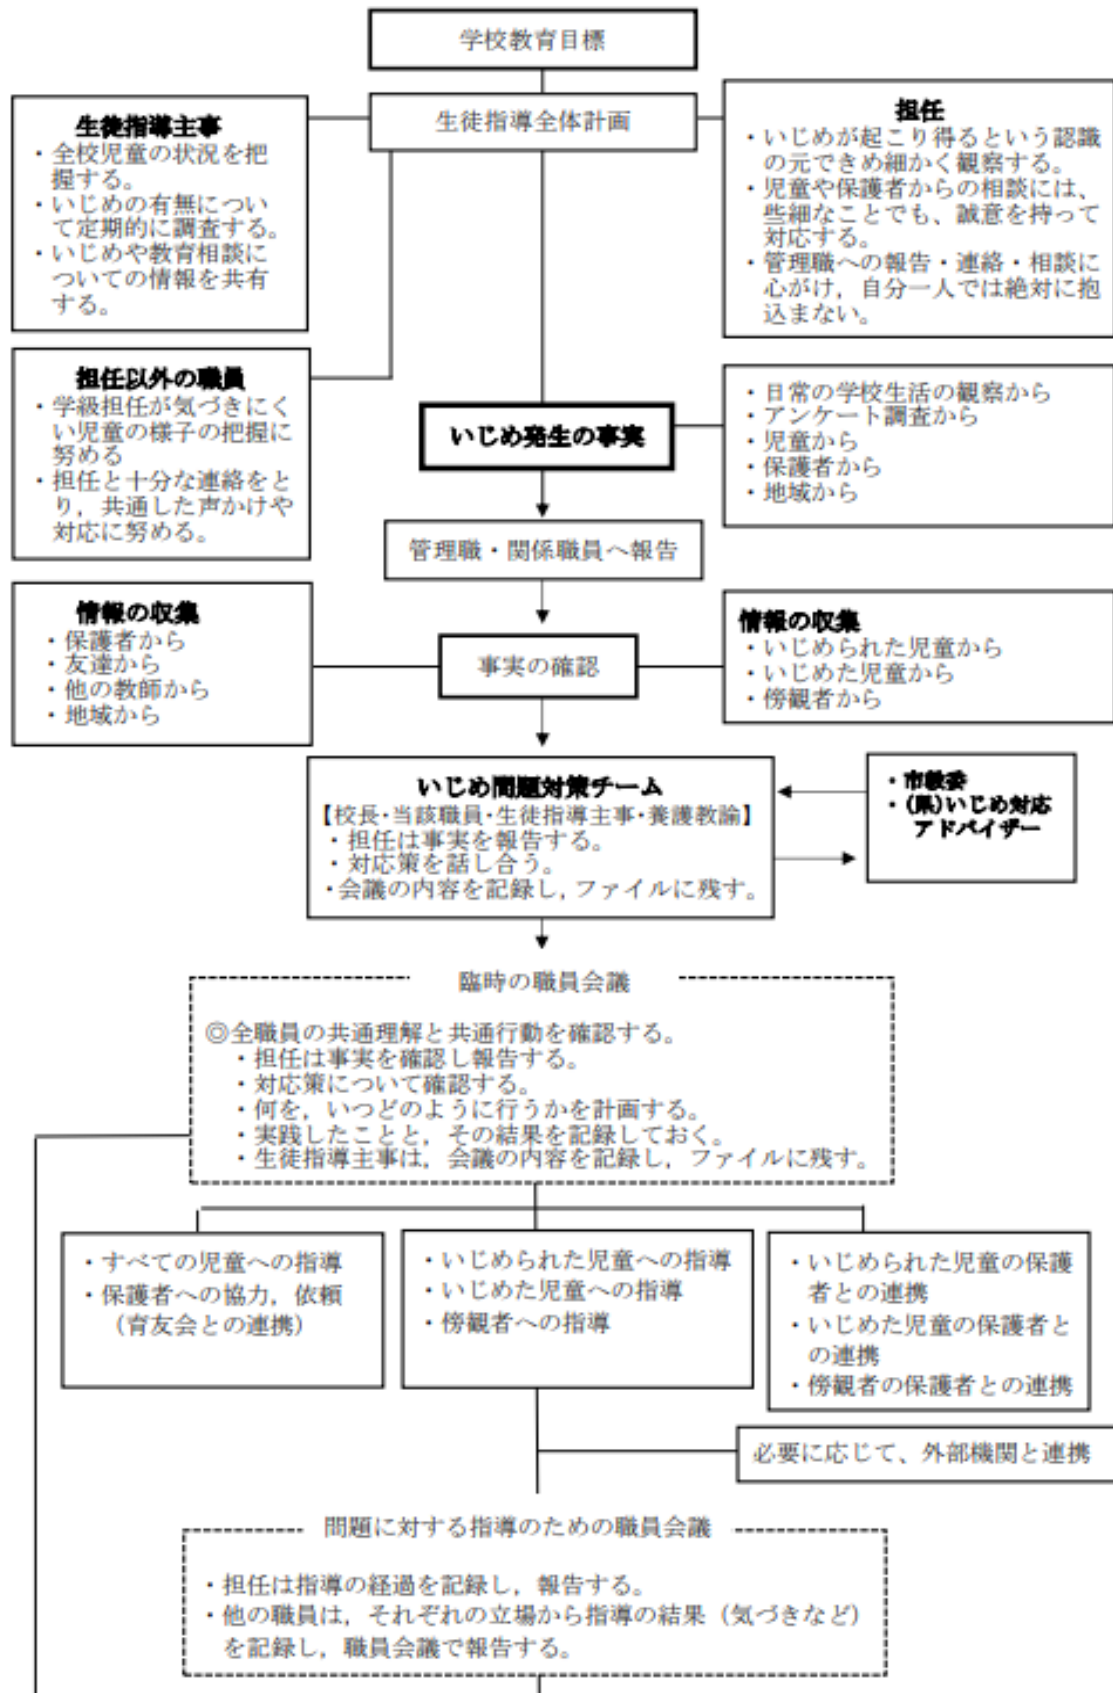 学校教育目標
生徒指導全体計画
生徒指導主事
・全校児童の状況を把
握する。
・いじめの有無につい
て定期的に調査する。
・いじめや教育相談に
ついての情報を共有
する。
担任
・いじめが起こり得るという認識
の元できめ細かく観察する。
・児童や保護者からの相談には、
些細なことでも、誠意を持って
対応する。
・管理職への報告・連絡・相談に
心がけ，自分一人では絶対に抱
込まない。
担任以外の職員
・学級担任が気づきにく
い児童の様子の把握に
努める
・担任と十分な連絡をと
り，共通した声かけや
対応に努める。
いじめ発生の事実
・日常の学校生活の観察から
・アンケート調査から
・児童から
・保護者から
・地域から
管理職・関係職員へ報告
情報の収集
・保護者から
・友達から
・他の教師から
・地域から
事実の確認
情報の収集
・いじめられた児童から
・いじめた児童から
・傍観者から
いじめ問題対策チーム
【校長・当該職員・生徒指導主事・養護教諭】
・担任は事実を報告する。
・対応策を話し合う。
・会議の内容を記録し，ファイルに残す。
・市教委
・(県)いじめ対応
アドバイザー
臨時の職員会議
◎全職員の共通理解と共通行動を確認する。
・担任は事実を確認し報告する。
・対応策について確認する。
・何を，いつどのように行うかを計画する。
・実践したことと，その結果を記録しておく。
・生徒指導主事は，会議の内容を記録し，ファイルに残す。
・すべての児童への指導
・保護者への協力，依頼
（育友会との連携）
・いじめられた児童への指導
・いじめた児童への指導
・傍観者への指導
・いじめられた児童の保護
者との連携
・いじめた児童の保護者と
の連携
・傍観者の保護者との連携
必要に応じて、外部機関と連携
問題に対する指導のための職員会議
・担任は指導の経過を記録し，報告する。
・他の職員は，それぞれの立場から指導の結果（気づきなど）
を記録し，職員会議で報告する。